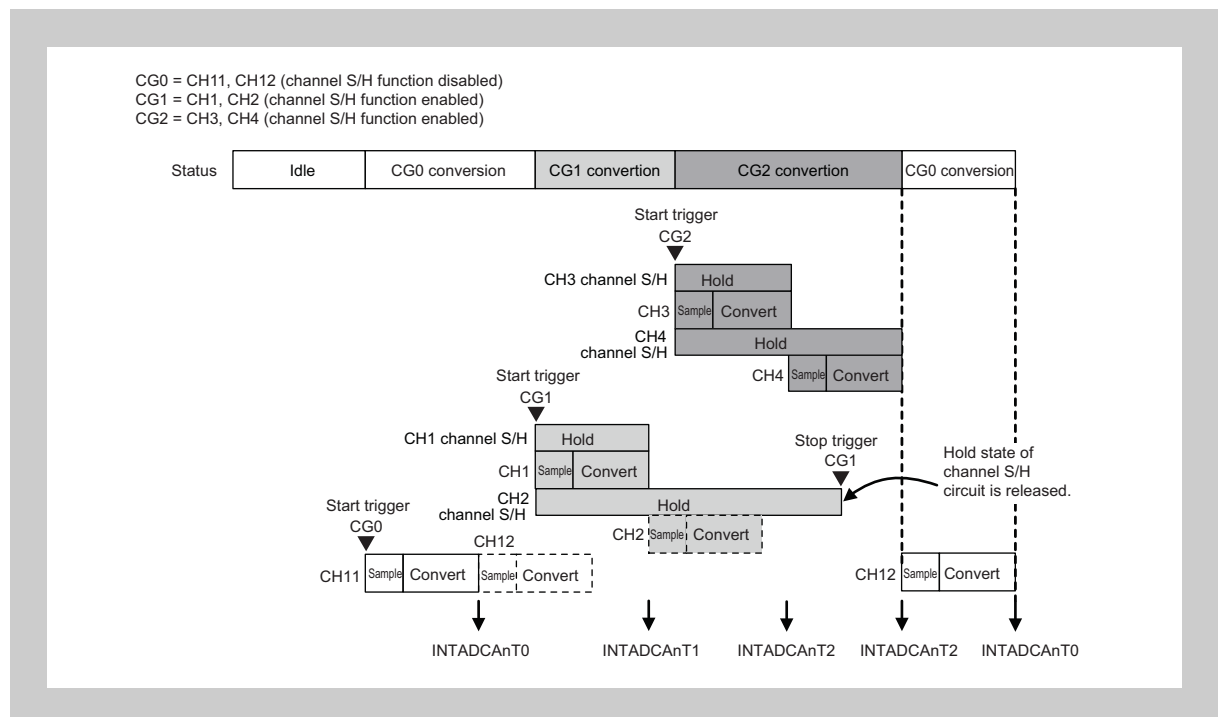 CG0 = CH11, CH12 (channel S/H function disabled)
CG1 = CH1, CH2 (channel S/H function enabled)
CG2 = CH3, CH4 (channel S/H function enabled)
Status
Idle
CG0 conversion
CG1 convertion
CG2 convertion
CG0 conversion
Start trigger
CG2
CH3 channel S/H
Hold
CH3
Sample
Convert
CH4
channel S/H
Hold
CH4
Sample
Convert
Start trigger
CG1
CH1 channel S/H
Hold
CH1
Sample
Convert
Stop trigger
CG1
Hold state of
channel S/H
circuit is released.
CH2
channel S/H
Hold
CH2
Sample
Convert
Start trigger
CG0
CH12
CH11
Sample
Convert
Sample
Convert
CH12
Sample
Convert
INTADCAnT0
INTADCAnT1
INTADCAnT2
INTADCAnT2
INTADCAnT0